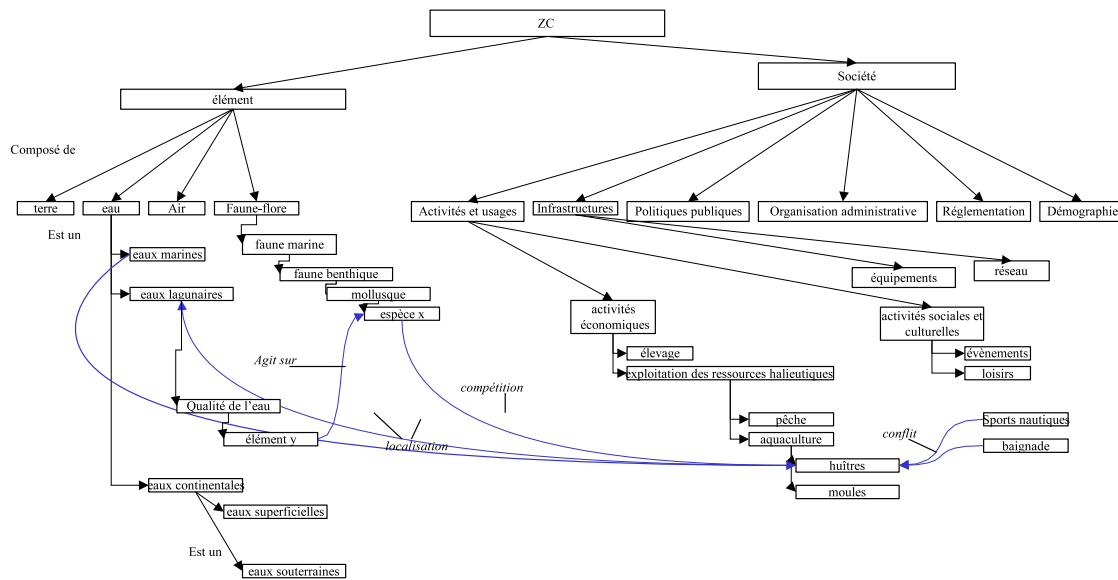 ZC
Société
élément
Composé de
terre
eau
Air
Faune-flore
Activités et usages
Infrastructures
Politiques publiques
Organisation administrative
Réglementation
Démographie
Est un
eaux marines
faune marine
faune benthique
équipements
réseau
eaux lagunaires
mollusque
espèce x
activités
économiques
activités sociales et
culturelles
Agit sur
élevage
évènements
exploitation des ressources halieutiques
loisirs
compétition
Qualité de l’eau
pêche
Sports nautiques
élément y
localisation
aquaculture
conflit
baignade
huîtres
eaux continentales
moules
eaux superficielles
Est un
eaux souterraines